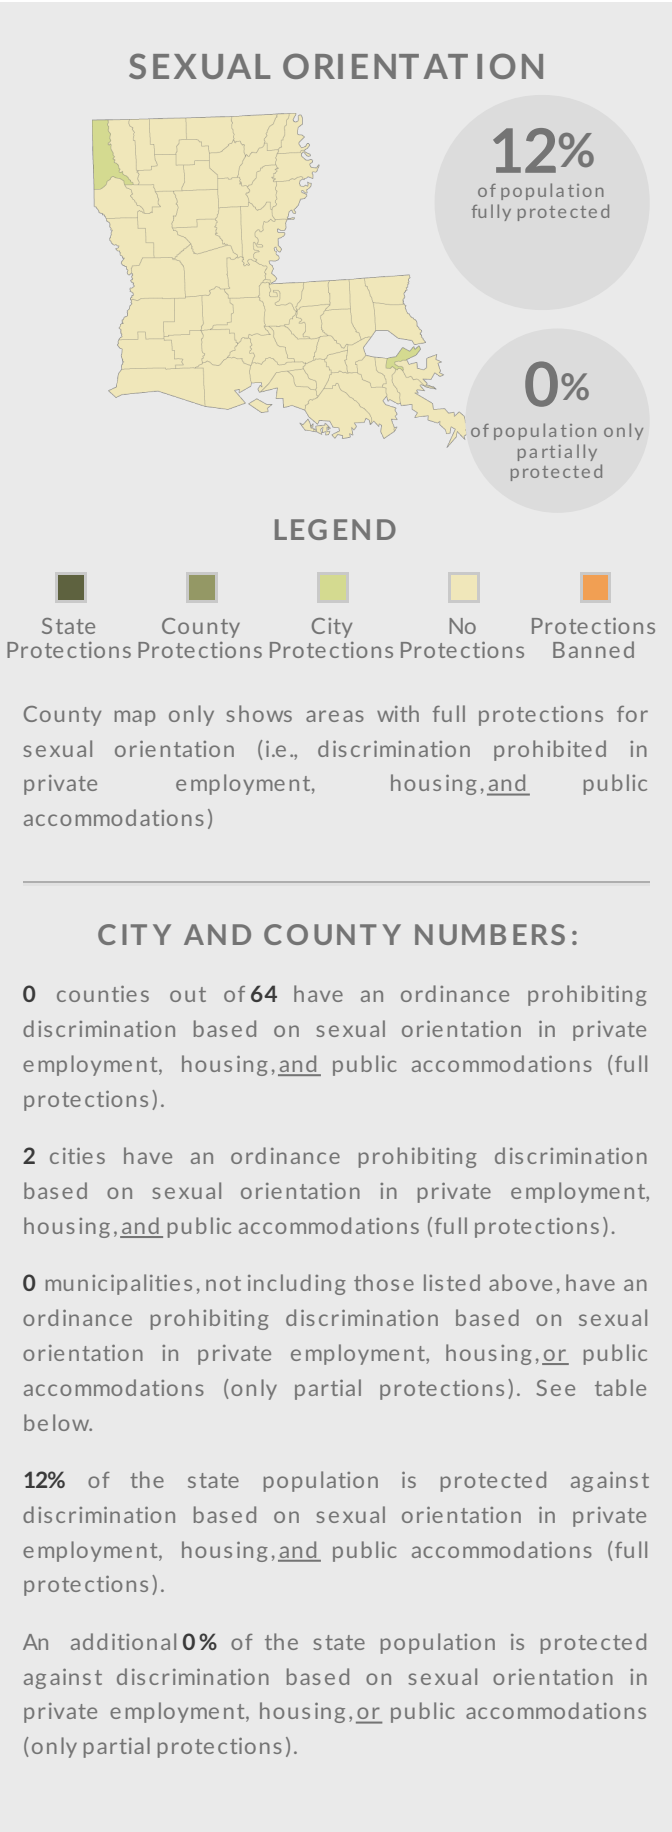 SEXUAL ORIENTATION
12%
of population
fully protected
0%
of population only
partially
protected
LEGEND
State
Protections
County
Protections
City
Protections
No
Protections
Protections
Banned
County map only shows areas with full protections for
sexual orientation (i.e., discrimination prohibited in
private employment, housing, and public
accommodations)
CITY AND COUNTY NUMBERS:
0 counties out of 64 have an ordinance prohibiting
discrimination based on sexual orientation in private
employment, housing, and public accommodations (full
protections).
2 cities have an ordinance prohibiting discrimination
based on sexual orientation in private employment,
housing, and public accommodations (full protections).
0 municipalities, not including those listed above, have an
ordinance prohibiting discrimination based on sexual
orientation in private employment, housing, or public
accommodations (only partial protections). See table
below.
12% of the state population is protected against
discrimination based on sexual orientation in private
employment, housing, and public accommodations (full
protections).
An additional 0% of the state population is protected
against discrimination based on sexual orientation in
private employment, housing, or public accommodations
(only partial protections).